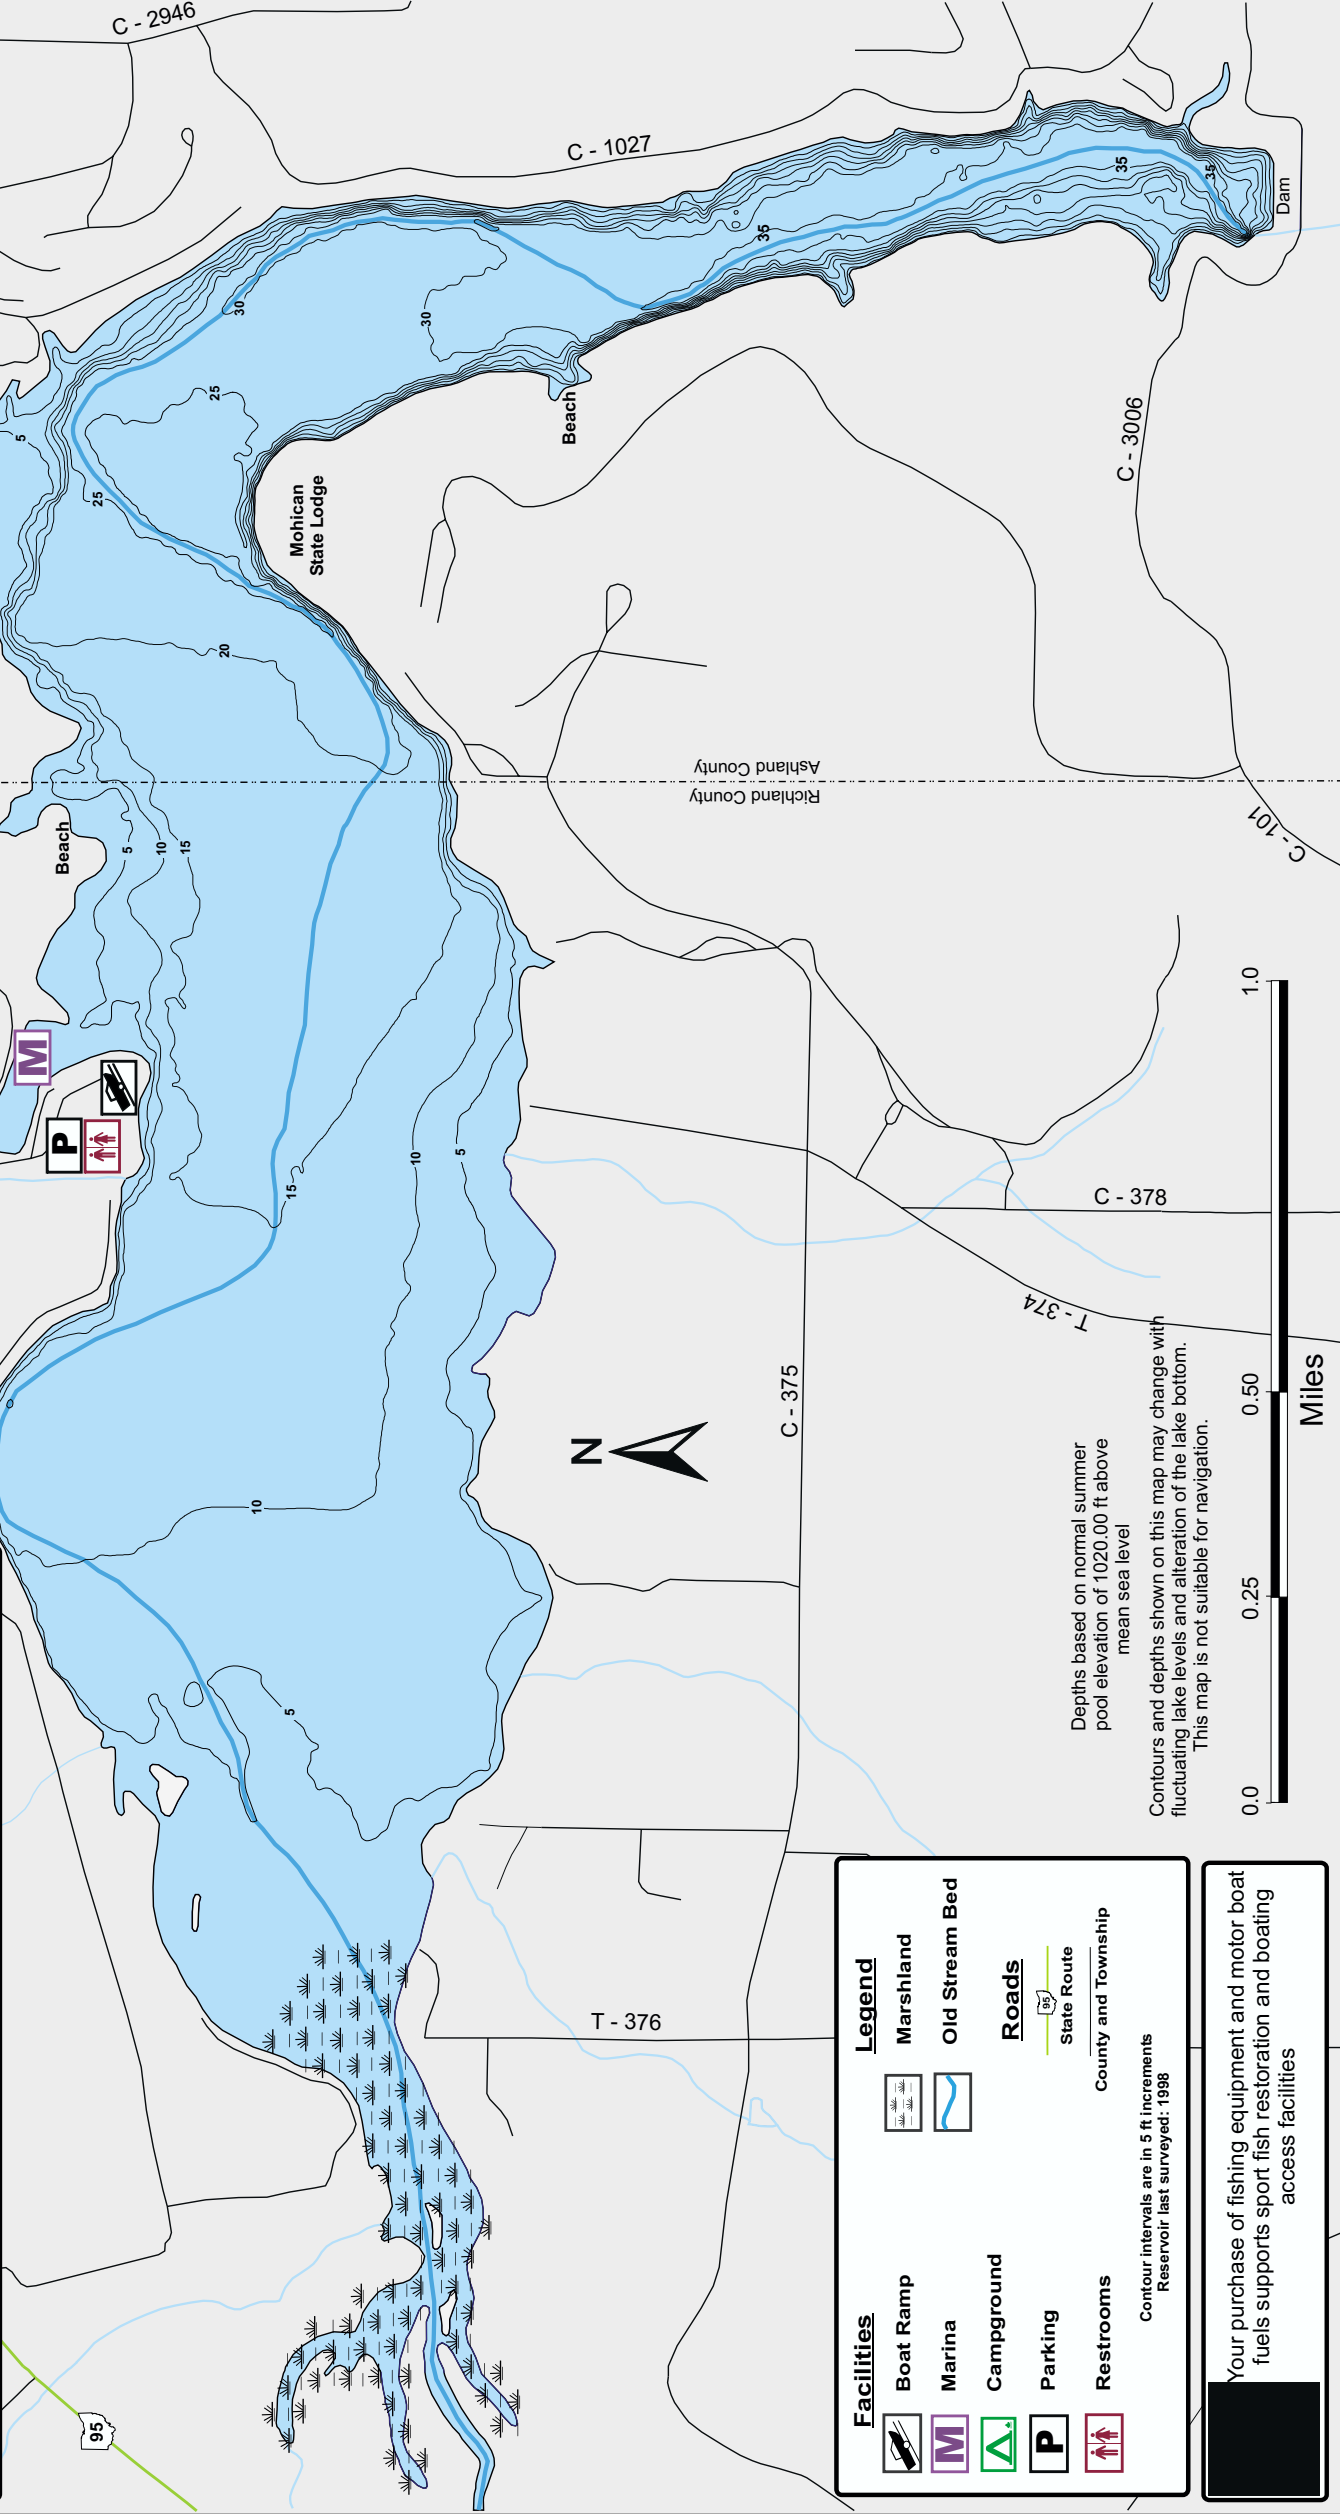 C - 2946
C - 1027
35
35
35
Dam
30
30
25
25
5
Beach
Mohican
State Lodge
C - 3006
20
Ashland County
Richland County
C - 101
Beach
5
10
15
M
P
10
5
15
C - 378
T - 374
C - 375
N
10
5
T - 376
95
Depths based on normal summer
pool elevation of 1020.00 ft above
mean sea level
Contours and depths shown on this map may change with
fluctuating lake levels and alteration of the lake bottom.
This map is not suitable for navigation.
0.0 0.25 0.50 1.0
Miles
Facilities
Boat Ramp
M Marina
Campground
P Parking
Restrooms
Legend
Marshland
Old Stream Bed
Roads
95
State Route
County and Township
Contour intervals are in 5 ft increments
Reservoir last surveyed: 1998
Your purchase of fishing equipment and motor boat
fuels supports sport fish restoration and boating
access facilities